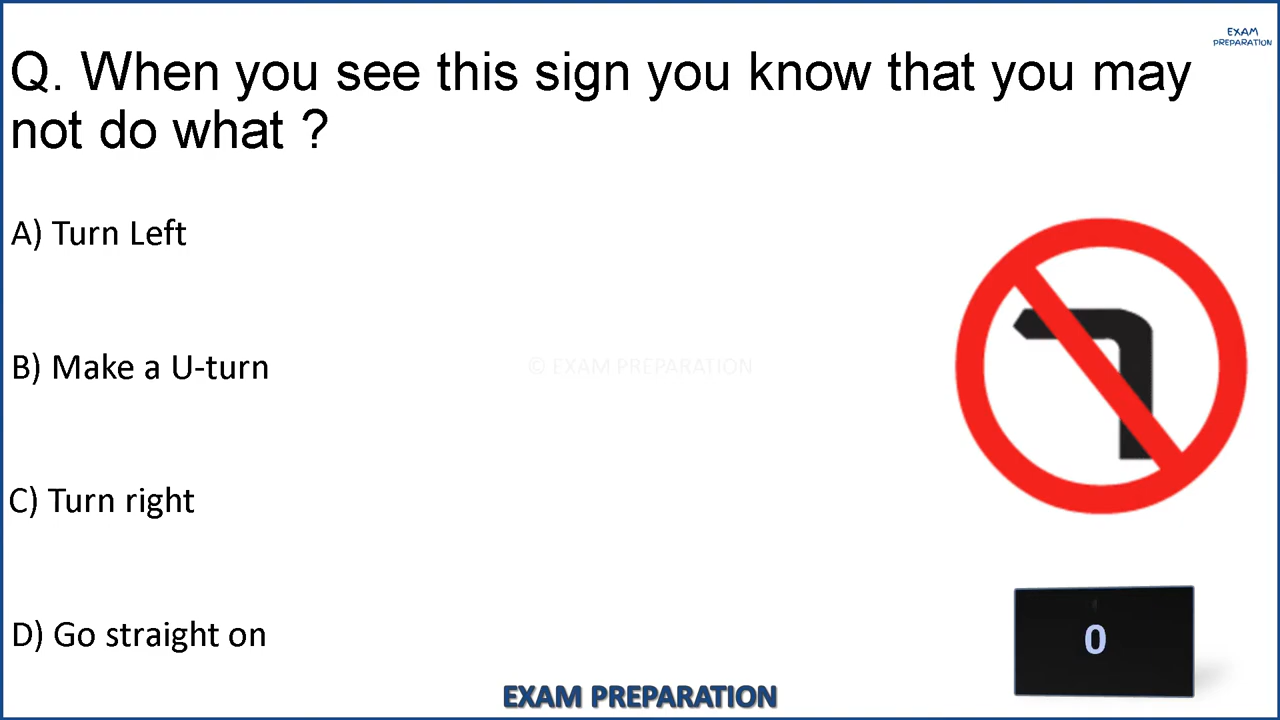 EXAM
PREPARATION
Q. When you see this sign you know that you may
not do what ?
A) Turn Left
B) Make a U-turn
© EXAM PREPARATION
C) Turn right
D) Go straight on
0
EXAM PREPARATION